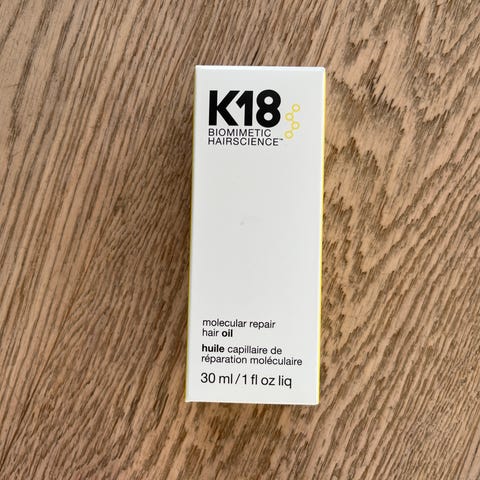 K18
BIOMIMETIC
HAIRSCIENCE™
molecular repair
hair oil
huile capillaire de
réparation moléculaire
30 ml/1 fl oz liq